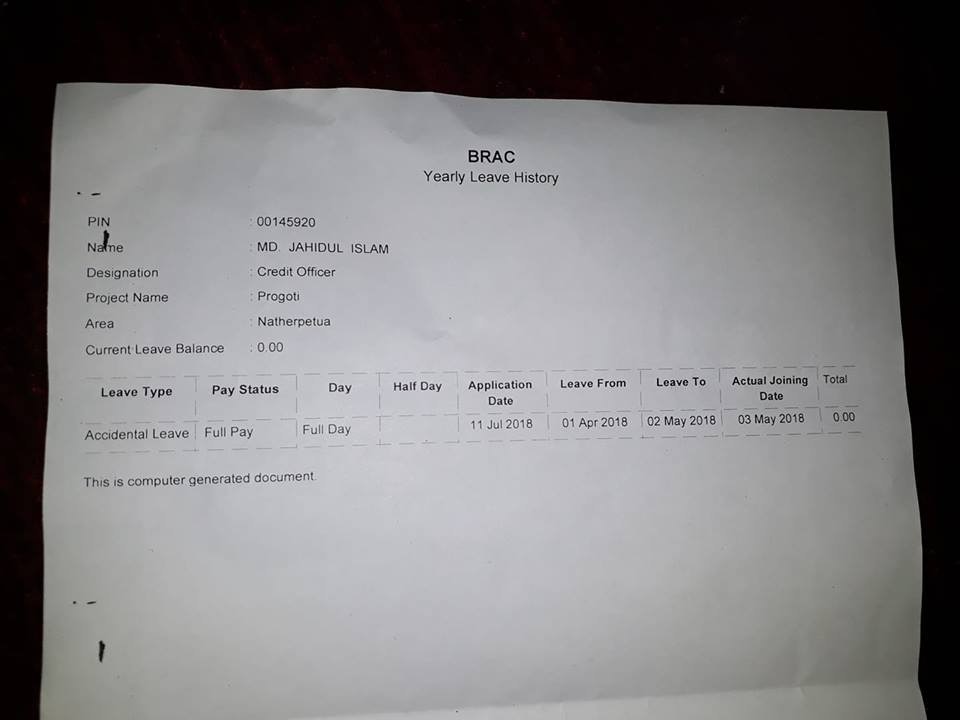 BRAC
Yearly Leave History
PIN : 00145920
Name : MD. JAHIDUL ISLAM
Designation : Credit Officer
Project Name : Progoti
Area : Natherpetua
Current Leave Balance : 0.00
Leave Type Pay Status Day Half Day Application Date Leave From Leave To Actual Joining Date Total
Accidental Leave Full Pay Full Day 11 Jul 2018 01 Apr 2018 02 May 2018 03 May 2018 0.00
This is computer generated document.